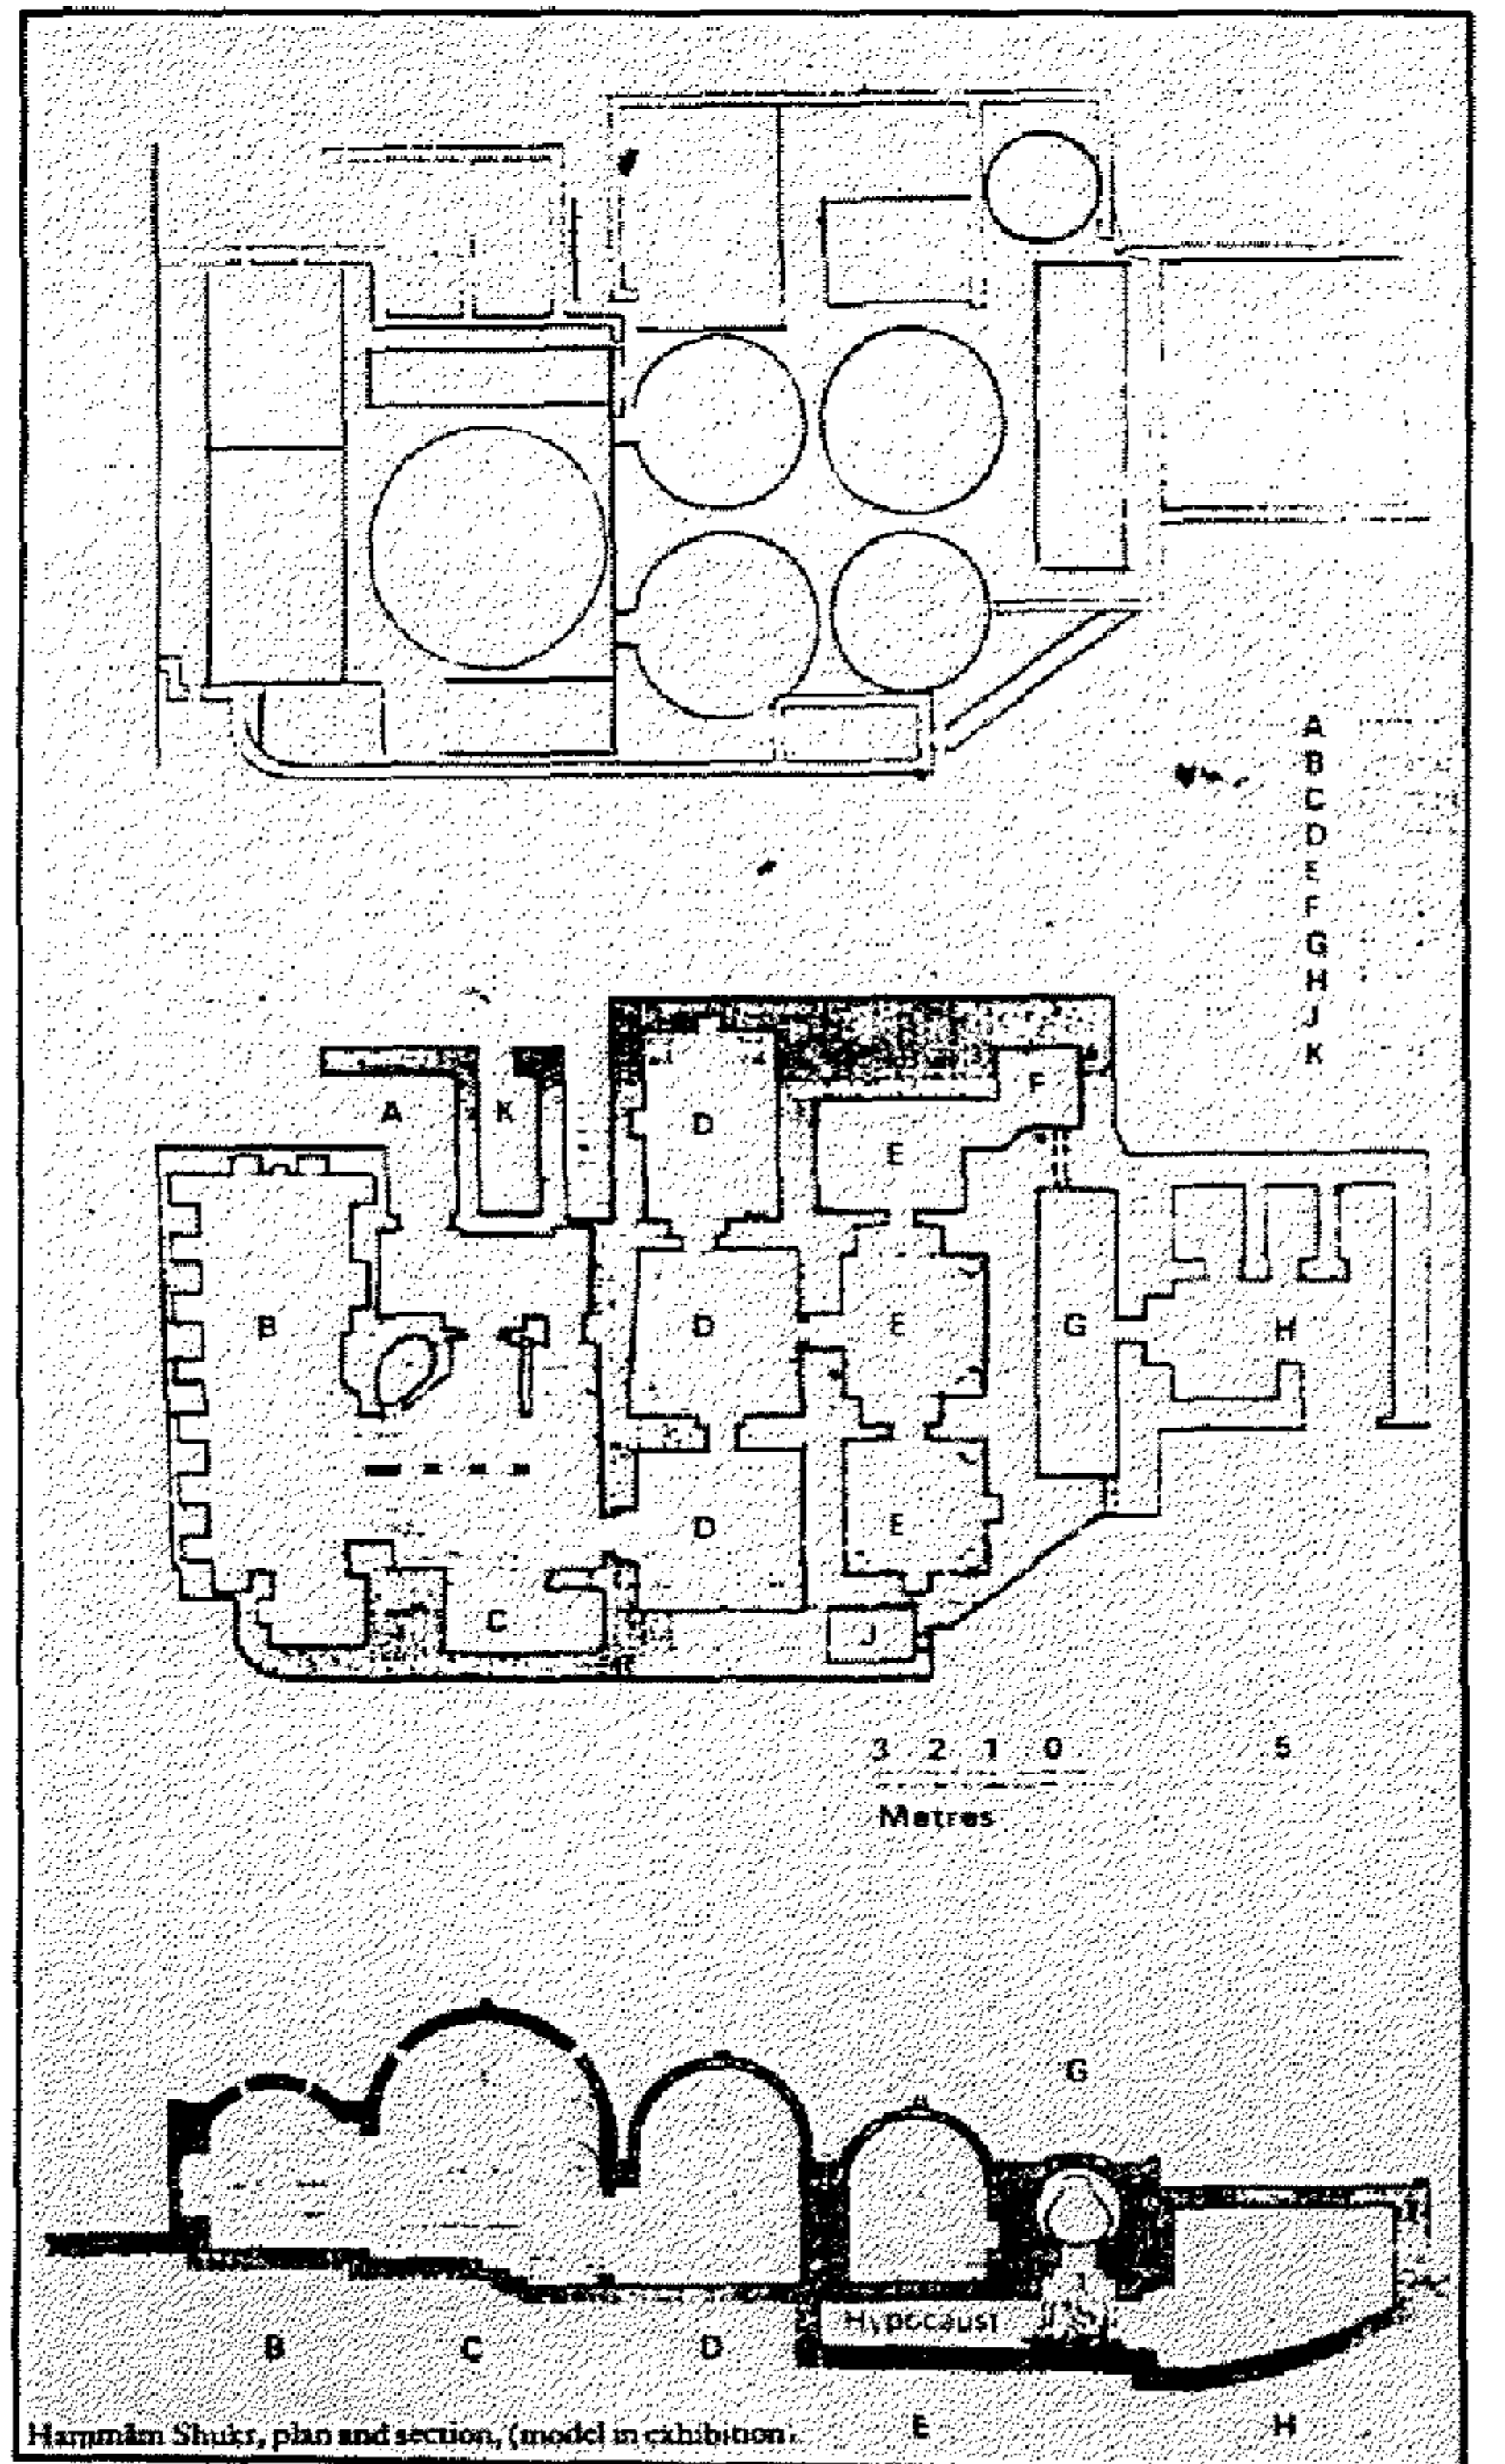 A
B
C
D
E
F
G
H
J
K
A K D E F
B D E G H
D E
C J
3 2 1 0 5
Metres
G
Hypocaust
B C D
E H
Hammām Shukr, plan and section, (model in exhibition).